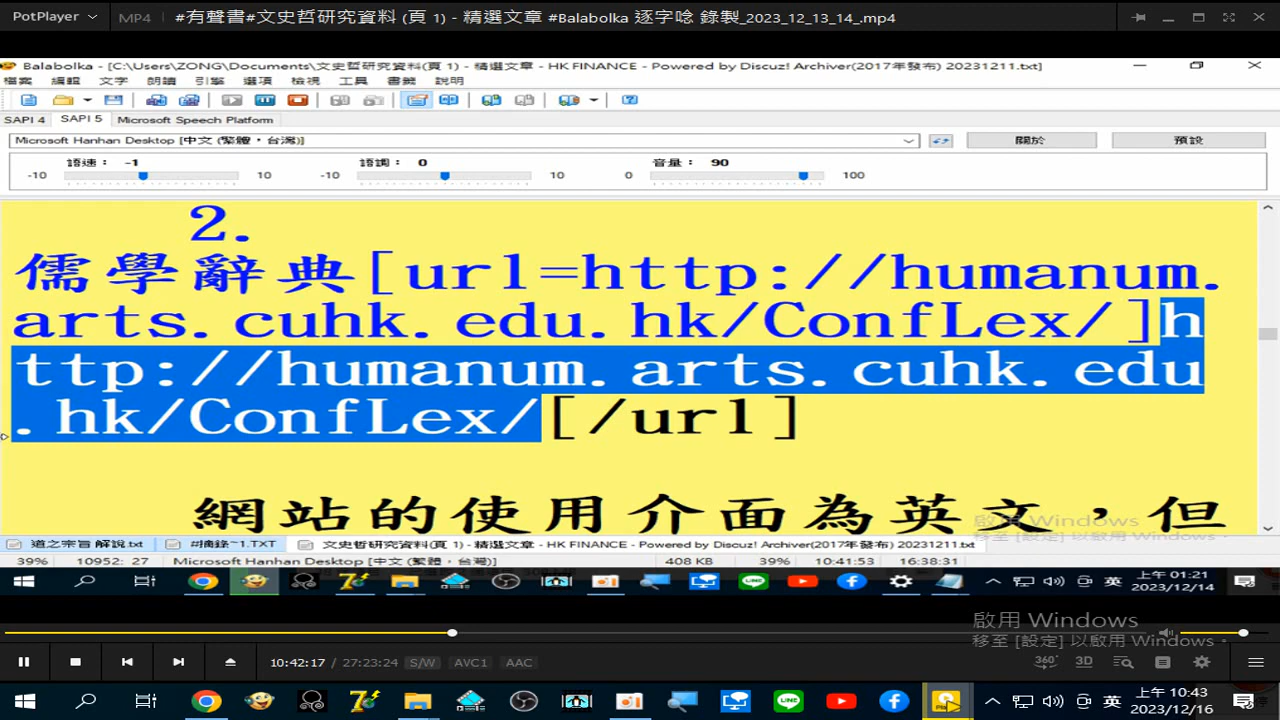 PotPlayer
MP4
#有聲書#文史哲研究資料 (頁 1) - 精選文章 #Balabolka 逐字唸 錄製_2023_12_13_14_.mp4
Balabolka - [C:\Users\ZONG\Documents\文史哲研究資料(頁 1) - 精選文章 - HK FINANCE - Powered by Discuz! Archiver(2017年發布) 20231211.txt]
檔案 編輯 文字 朗讀 引擎 選項 檢視 工具 書籤 說明
SAPI 4 SAPI 5 Microsoft Speech Platform
Microsoft Hanhan Desktop [中文 (繁體，台灣)]
關於 預設
語速： -1 語調： 0 音量： 90
-10 10 -10 10 0 100
2.
儒學辭典[url=http://humanum.
arts.cuhk.edu.hk/ConfLex/]h
ttp://humanum.arts.cuhk.edu
.hk/ConfLex/[/url]
網站的使用介面為英文，但
啟用 Windows
移至 [設定] 以啟用 Windows。
道之宗旨 解說.txt #摘錄~1.TXT 文史哲研究資料(頁 1) - 精選文章 - HK FINANCE - Powered by Discuz! Archiver(2017年發布) 20231211.txt
39% 10952: 27 Microsoft Hanhan Desktop [中文 (繁體，台灣)] 408 KB 39% 10:41:53 16:38:31
英 上午 01:21
2023/12/14
啟用 Windows
移至 [設定] 以啟用 Windows。
10:42:17 / 27:23:24 S/W AVC1 AAC
360° 3D
英 上午 10:43
2023/12/16